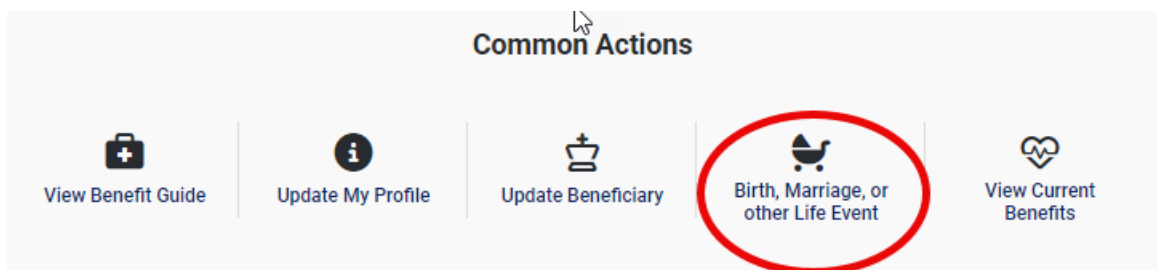 Common Actions
View Benefit Guide
Update My Profile
Update Beneficiary
Birth, Marriage, or
other Life Event
View Current
Benefits